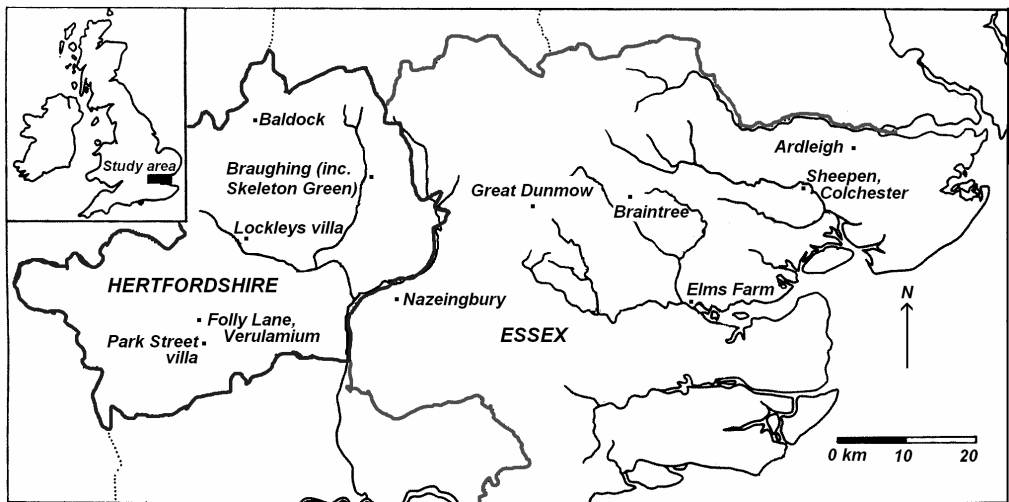 Study area
Baldock
Braughing (inc.
Skeleton Green)
Lockleys villa
HERTFORDSHIRE
Folly Lane,
Verulamium
Park Street
villa
Great Dunmow
Braintree
Ardleigh
Sheepen,
Colchester
Elms Farm
Nazeingbury
ESSEX
N
0 km 10 20